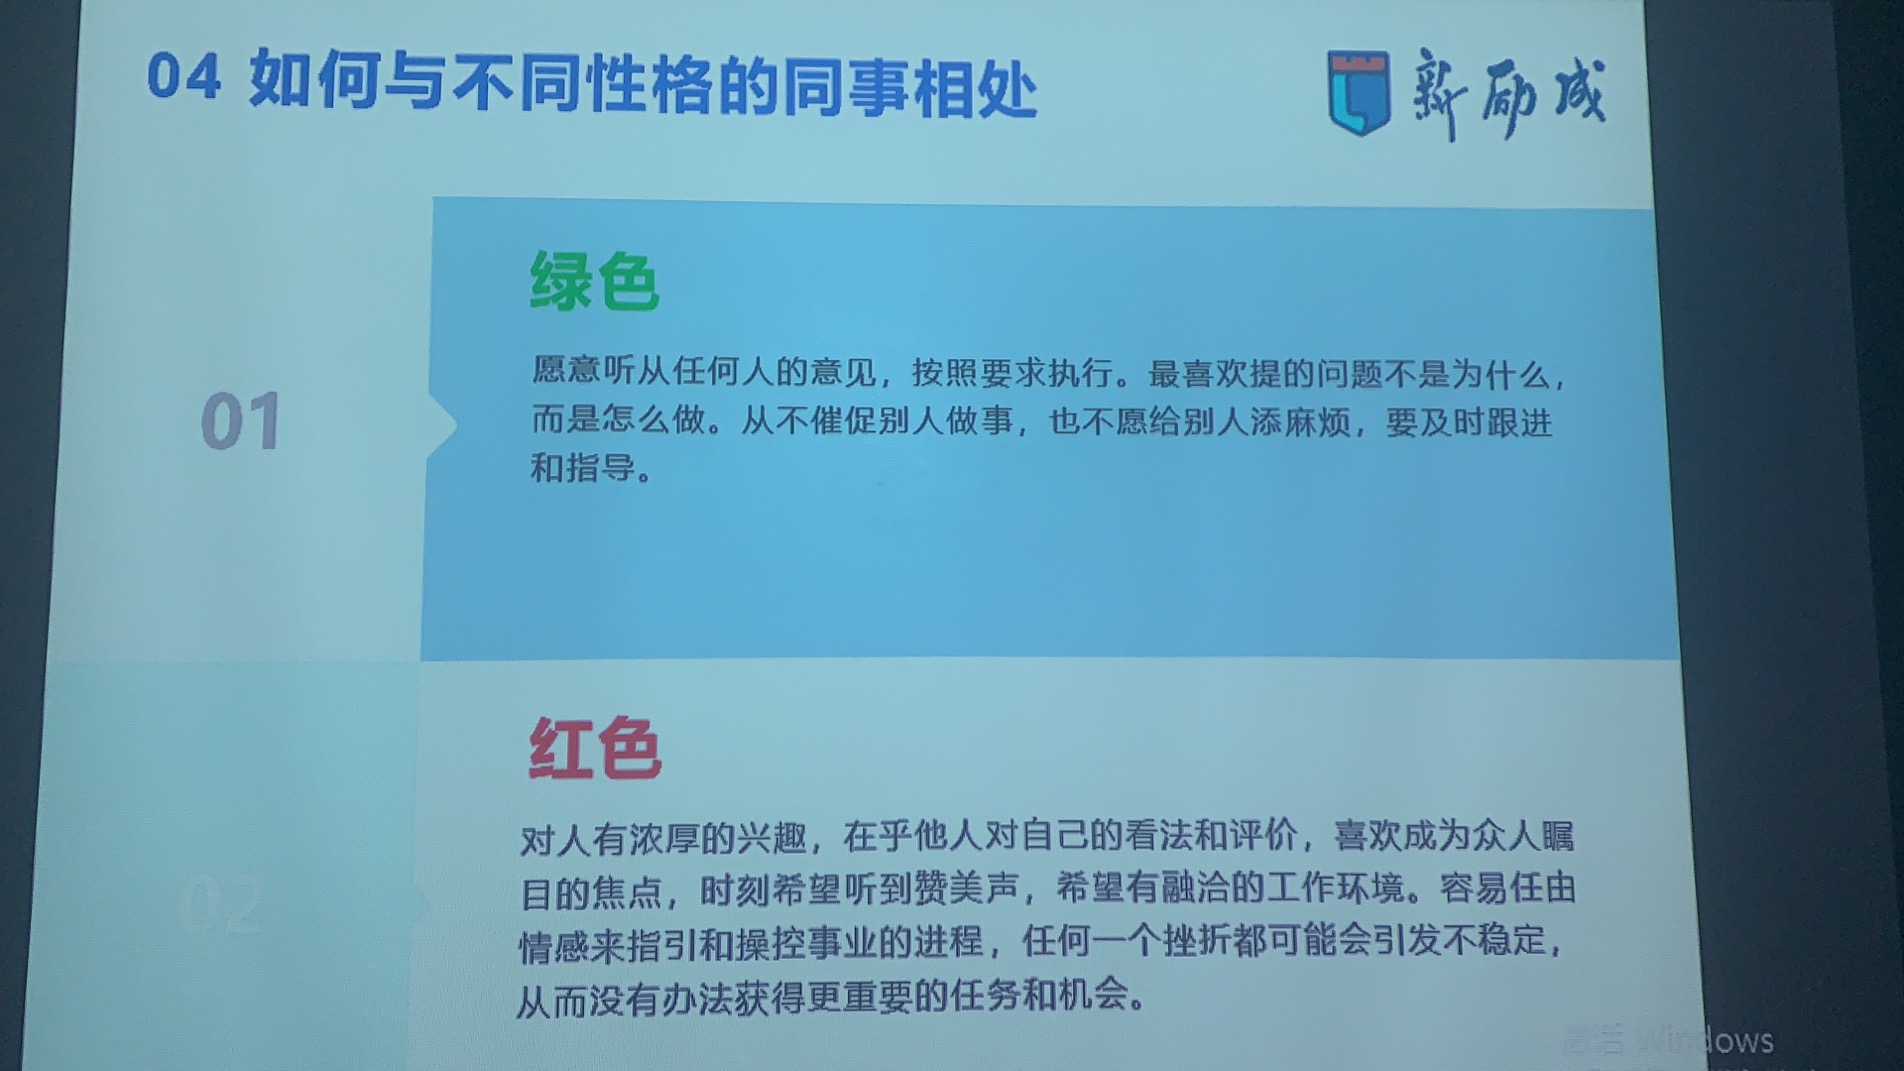 04 如何与不同性格的同事相处
新励成
01
绿色
愿意听从任何人的意见，按照要求执行。最喜欢提的问题不是为什么，
而是怎么做。从不催促别人做事，也不愿给别人添麻烦，要及时跟进
和指导。
02
红色
对人有浓厚的兴趣，在乎他人对自己的看法和评价，喜欢成为众人瞩
目的焦点，时刻希望听到赞美声，希望有融洽的工作环境。容易任由
情感来指引和操控事业的进程，任何一个挫折都可能会引发不稳定，
从而没有办法获得更重要的任务和机会。
激活 Windows